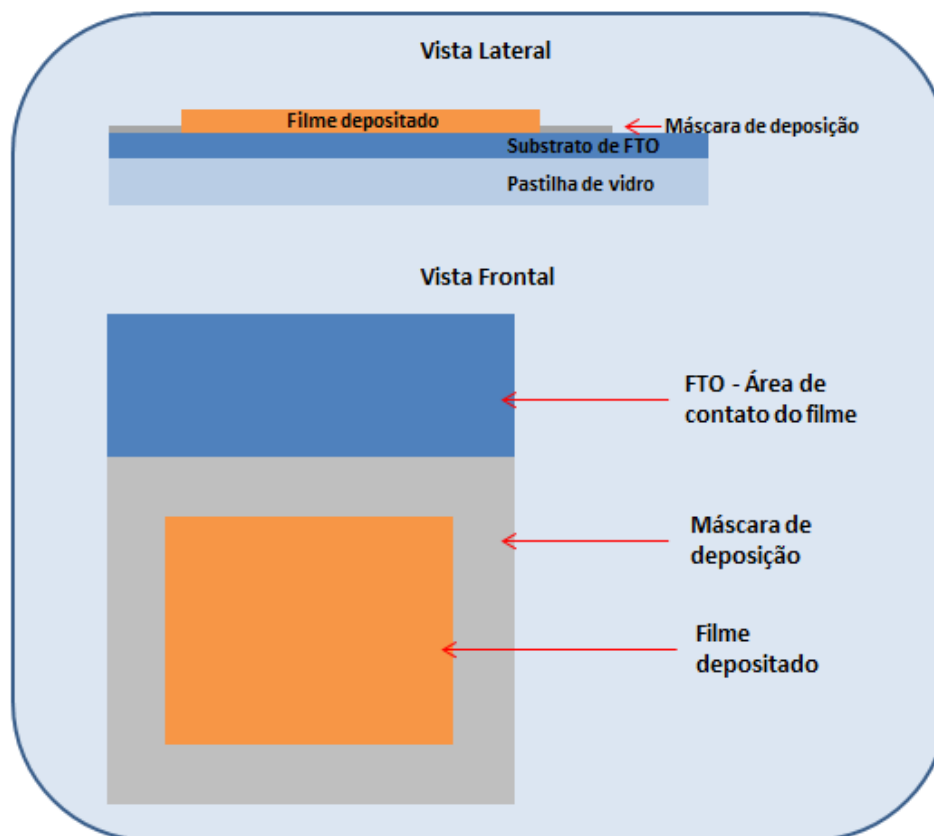 Vista Lateral
Filme depositado
Máscara de deposição
Substrato de FTO
Pastilha de vidro
Vista Frontal
FTO - Área de
contato do filme
Máscara de
deposição
Filme
depositado